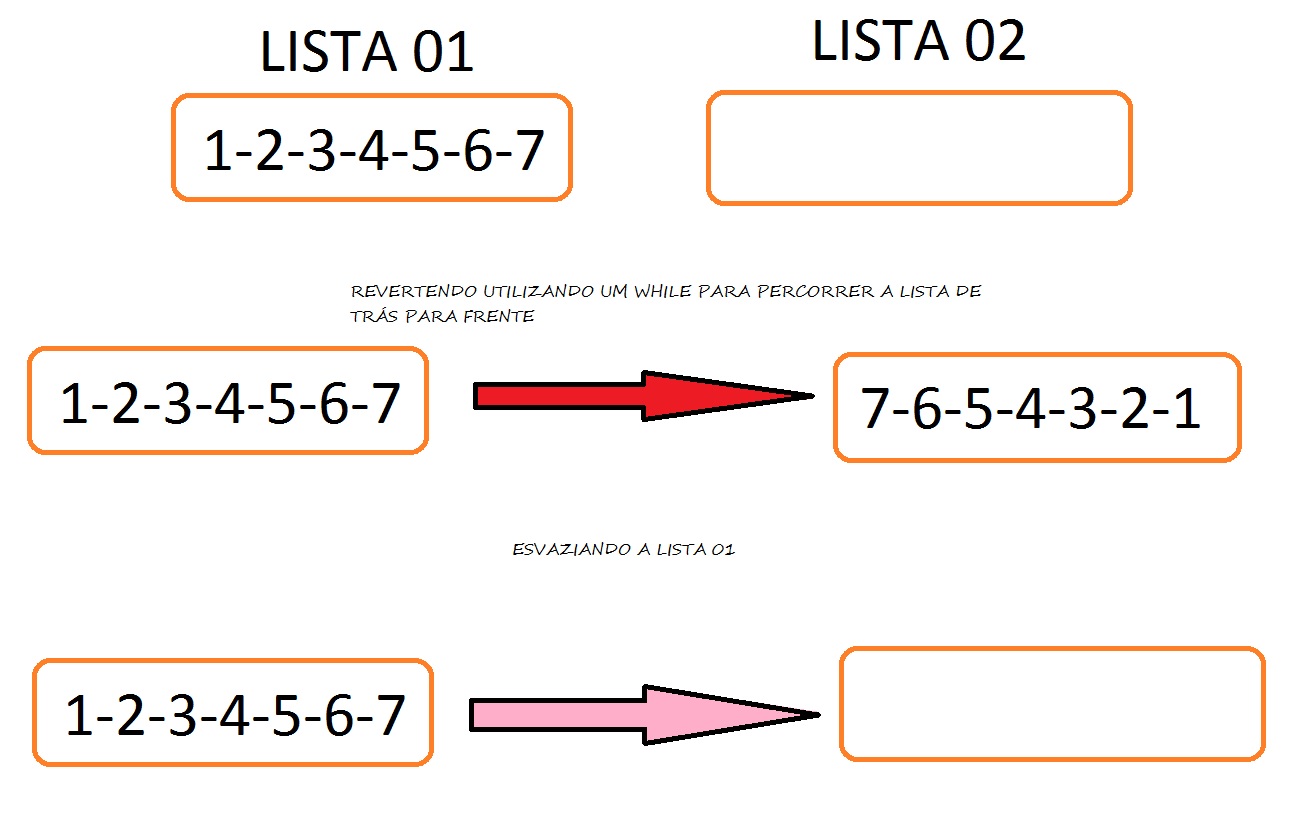 LISTA 01
LISTA 02
1-2-3-4-5-6-7
REVERTENDO UTILIZANDO UM WHILE PARA PERCORRER A LISTA DE
TRÁS PARA FRENTE
1-2-3-4-5-6-7
7-6-5-4-3-2-1
ESVAZIANDO A LISTA 01
1-2-3-4-5-6-7